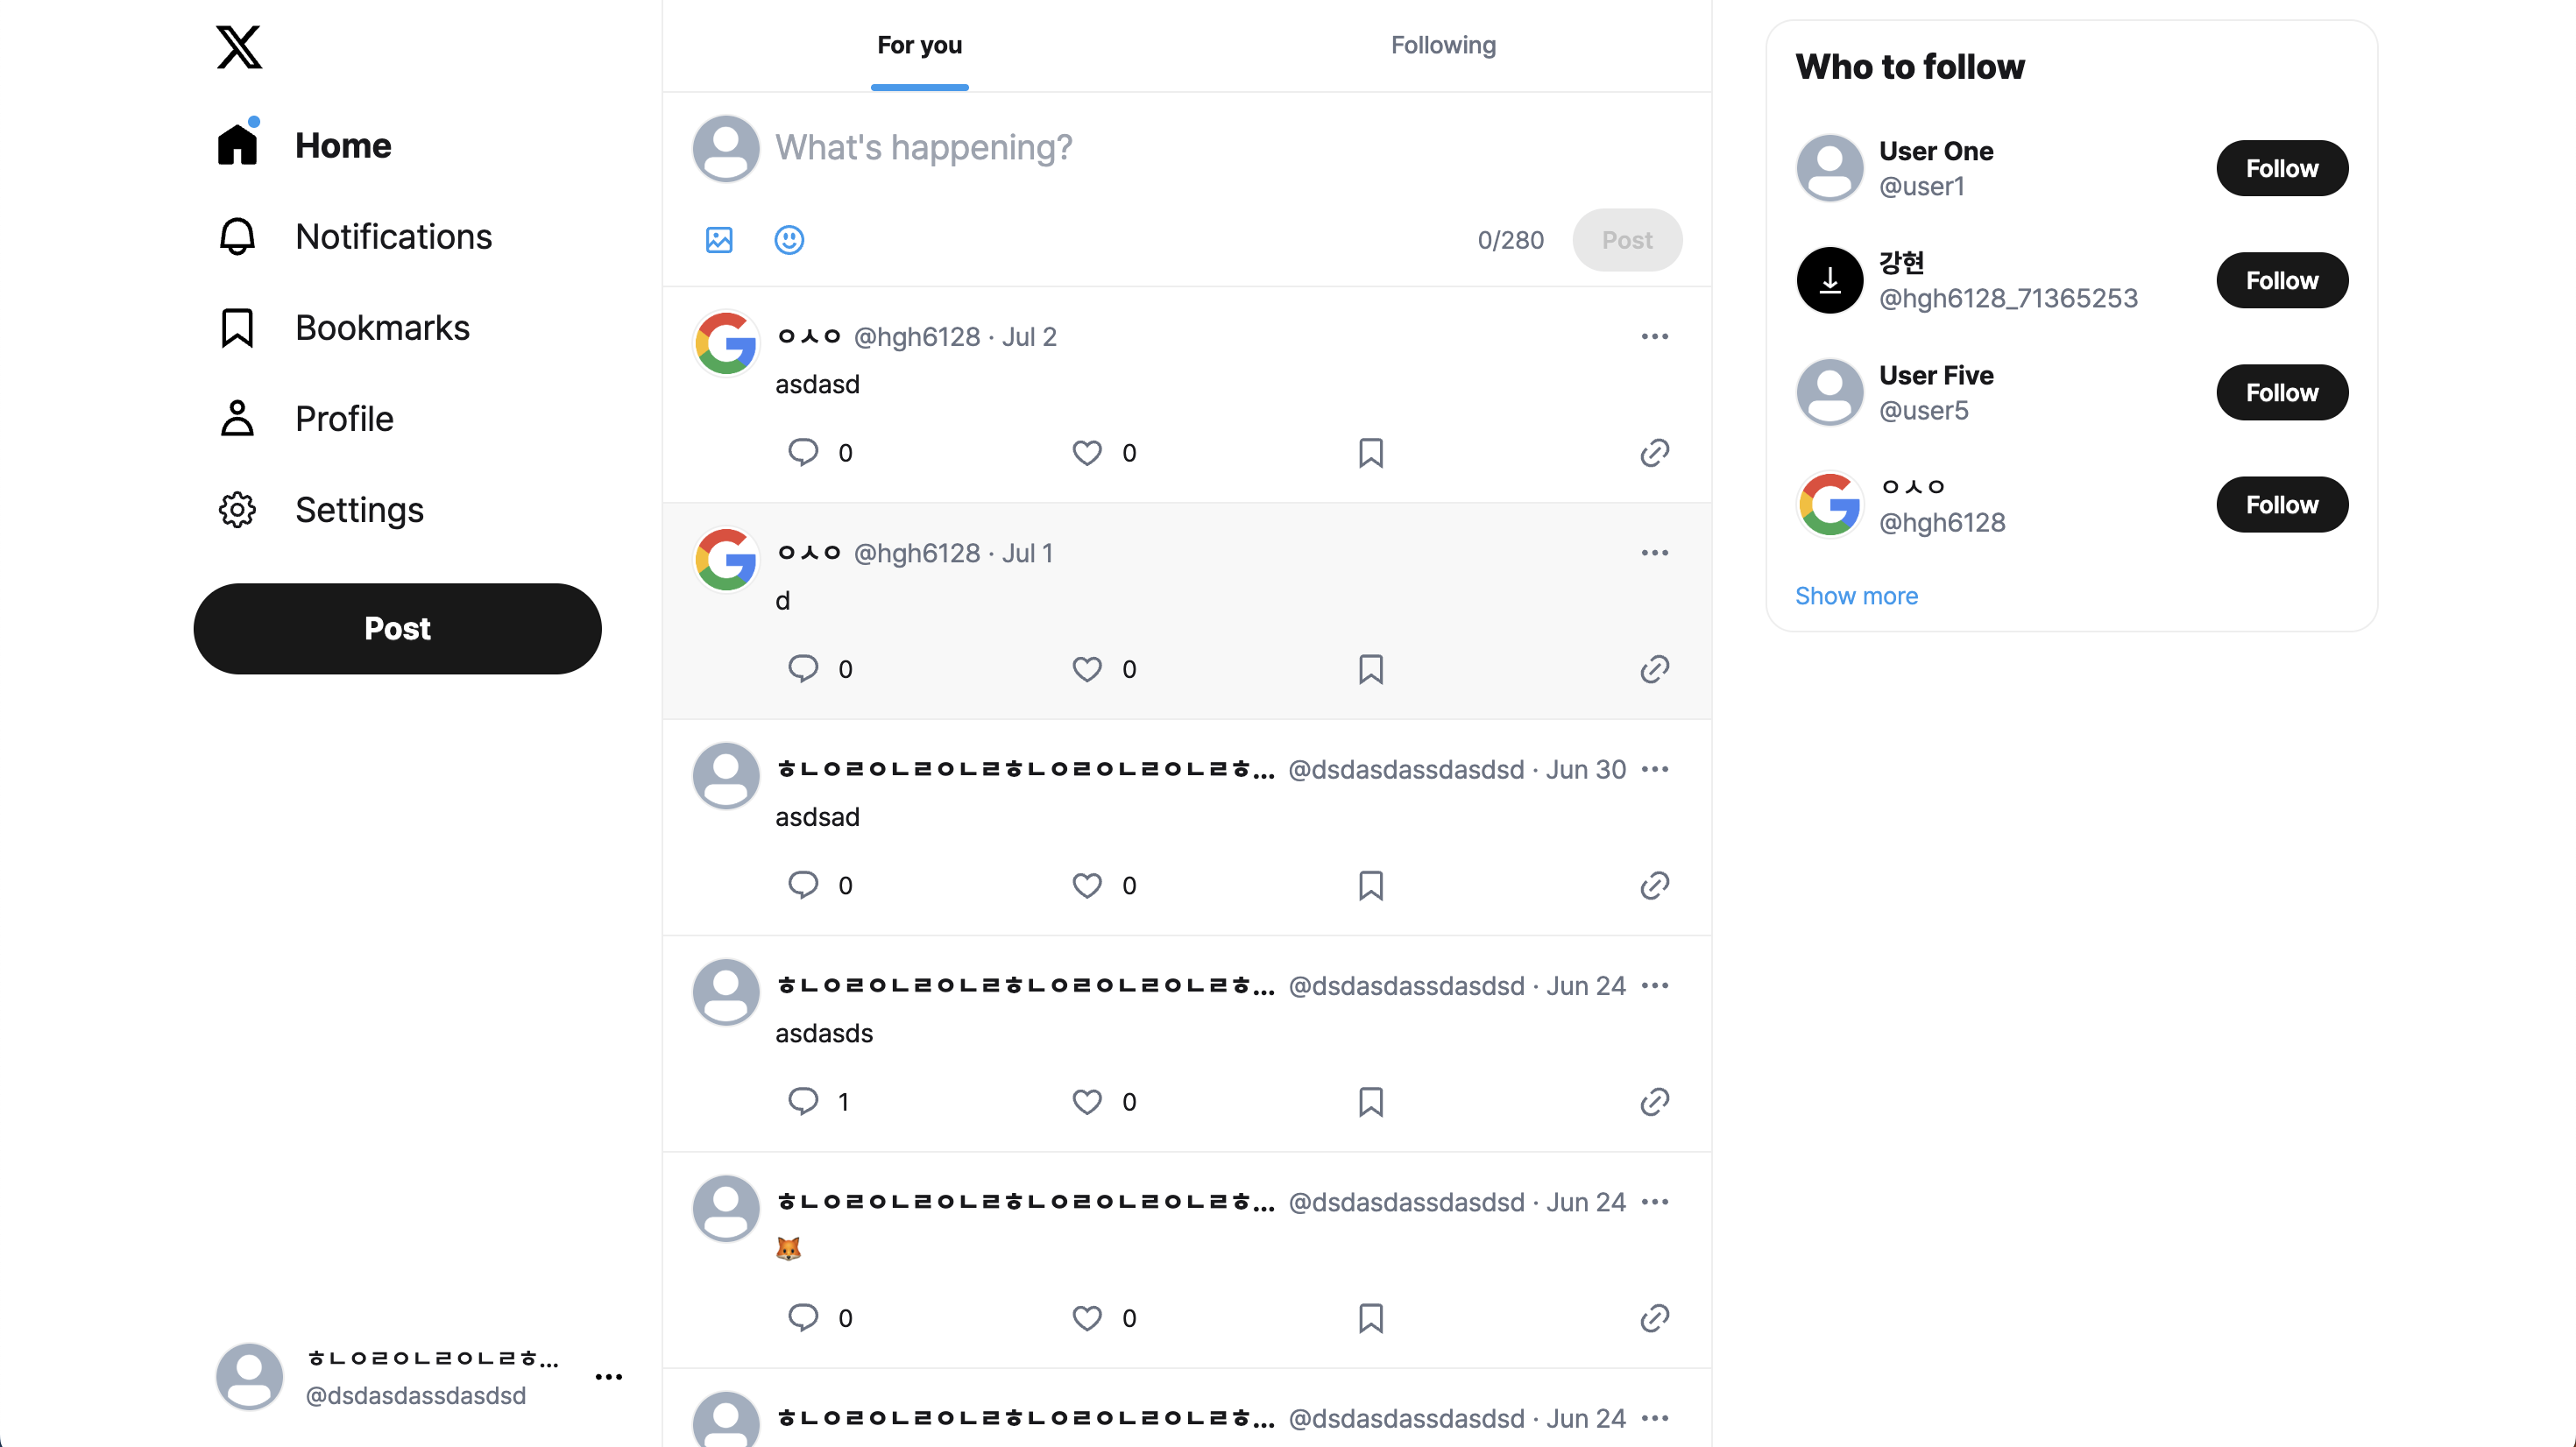 Home
Notifications
Bookmarks
Profile
Settings
Post
ㅎㄴㅇㄹㅇㄴㄹㅇㄴㄹㅎ...
@dsdasdassdasdsd
For you
Following
What's happening?
0/280
Post
ㅇㅅㅇ @hgh6128 · Jul 2
asdasd
0 0
ㅇㅅㅇ @hgh6128 · Jul 1
d
0 0
ㅎㄴㅇㄹㅇㄴㄹㅇㄴㄹㅎㄴㅇㄹㅇㄴㄹㅇㄴㄹㅎ... @dsdasdassdasdsd · Jun 30
asdsad
0 0
ㅎㄴㅇㄹㅇㄴㄹㅇㄴㄹㅎㄴㅇㄹㅇㄴㄹㅇㄴㄹㅎ... @dsdasdassdasdsd · Jun 24
asdasds
1 0
ㅎㄴㅇㄹㅇㄴㄹㅇㄴㄹㅎㄴㅇㄹㅇㄴㄹㅇㄴㄹㅎ... @dsdasdassdasdsd · Jun 24
🦊
0 0
ㅎㄴㅇㄹㅇㄴㄹㅇㄴㄹㅎㄴㅇㄹㅇㄴㄹㅇㄴㄹㅎ... @dsdasdassdasdsd · Jun 24
Who to follow
User One
@user1
Follow
강현
@hgh6128_71365253
Follow
User Five
@user5
Follow
ㅇㅅㅇ
@hgh6128
Follow
Show more